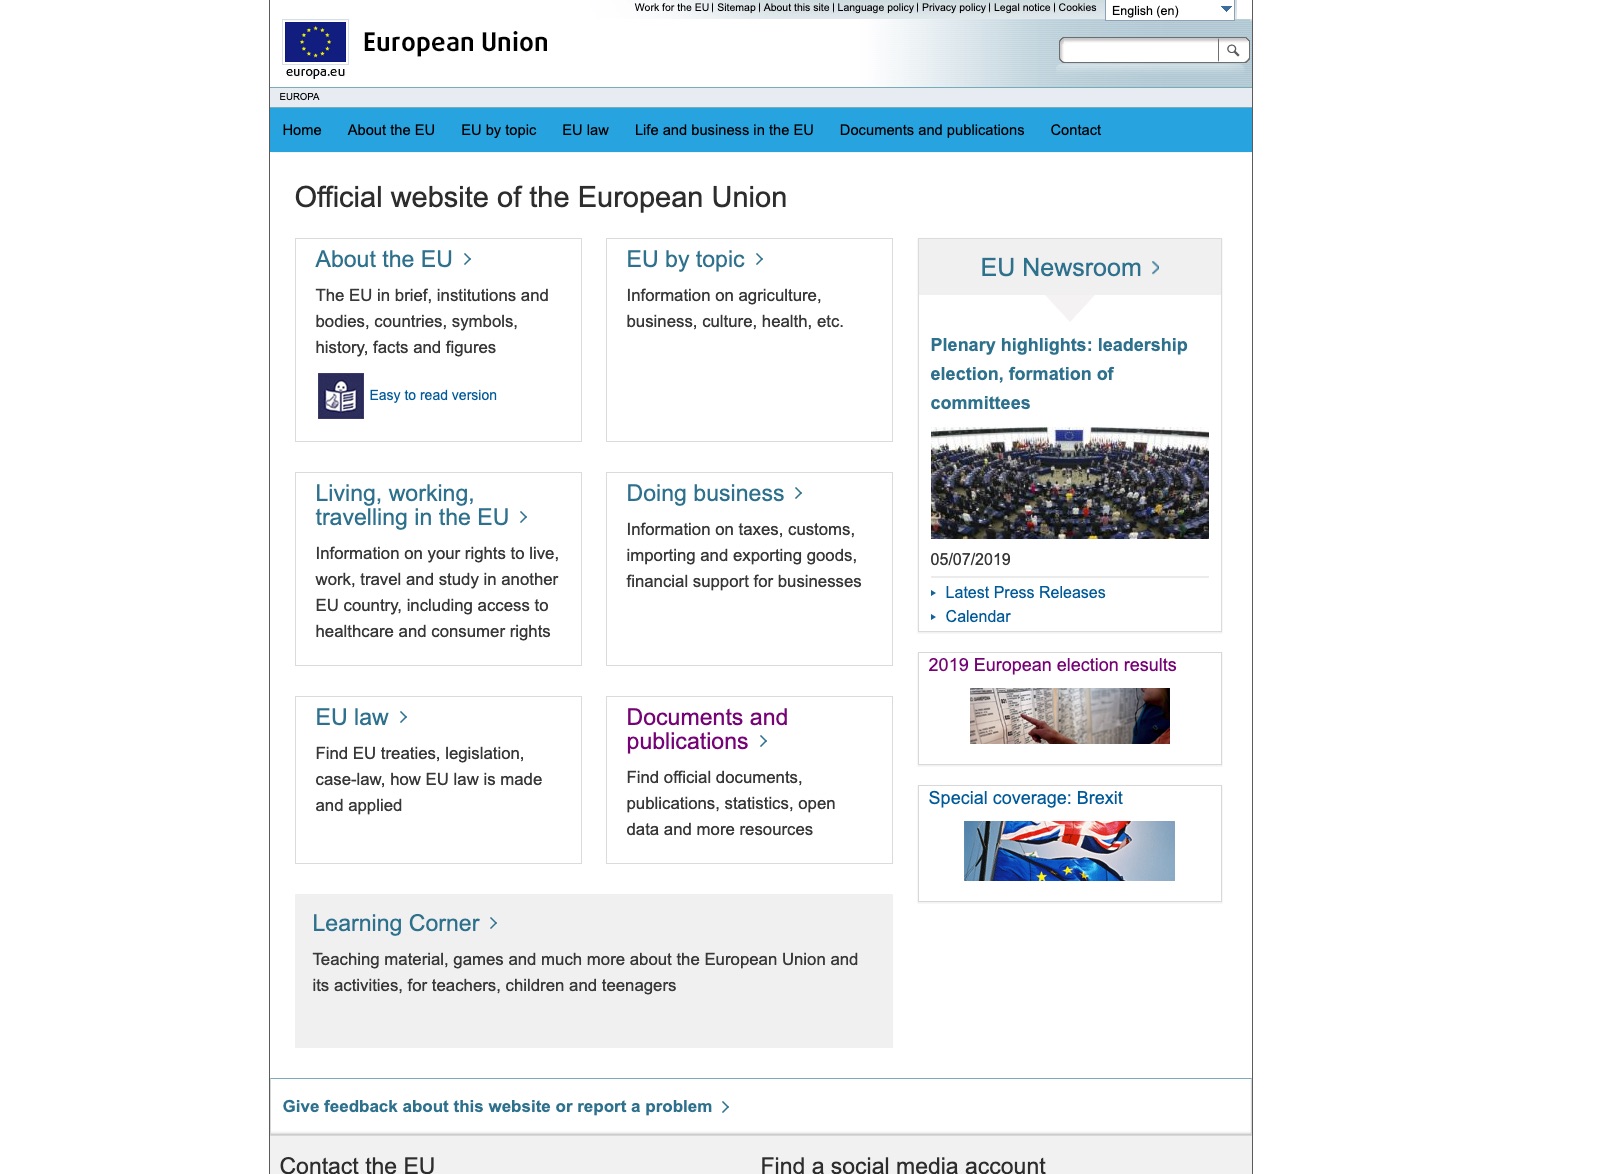 Work for the EU | Sitemap | About this site | Language policy | Privacy policy | Legal notice | Cookies
English (en)
European Union
europa.eu
EUROPA
Home About the EU EU by topic EU law Life and business in the EU Documents and publications Contact
Official website of the European Union
About the EU
The EU in brief, institutions and
bodies, countries, symbols,
history, facts and figures
Easy to read version
EU by topic
Information on agriculture,
business, culture, health, etc.
Living, working,
travelling in the EU
Information on your rights to live,
work, travel and study in another
EU country, including access to
healthcare and consumer rights
Doing business
Information on taxes, customs,
importing and exporting goods,
financial support for businesses
EU law
Find EU treaties, legislation,
case-law, how EU law is made
and applied
Documents and
publications
Find official documents,
publications, statistics, open
data and more resources
Learning Corner
Teaching material, games and much more about the European Union and
its activities, for teachers, children and teenagers
EU Newsroom
Plenary highlights: leadership
election, formation of
committees
05/07/2019
Latest Press Releases
Calendar
2019 European election results
Special coverage: Brexit
Give feedback about this website or report a problem
Contact the EU
Find a social media account